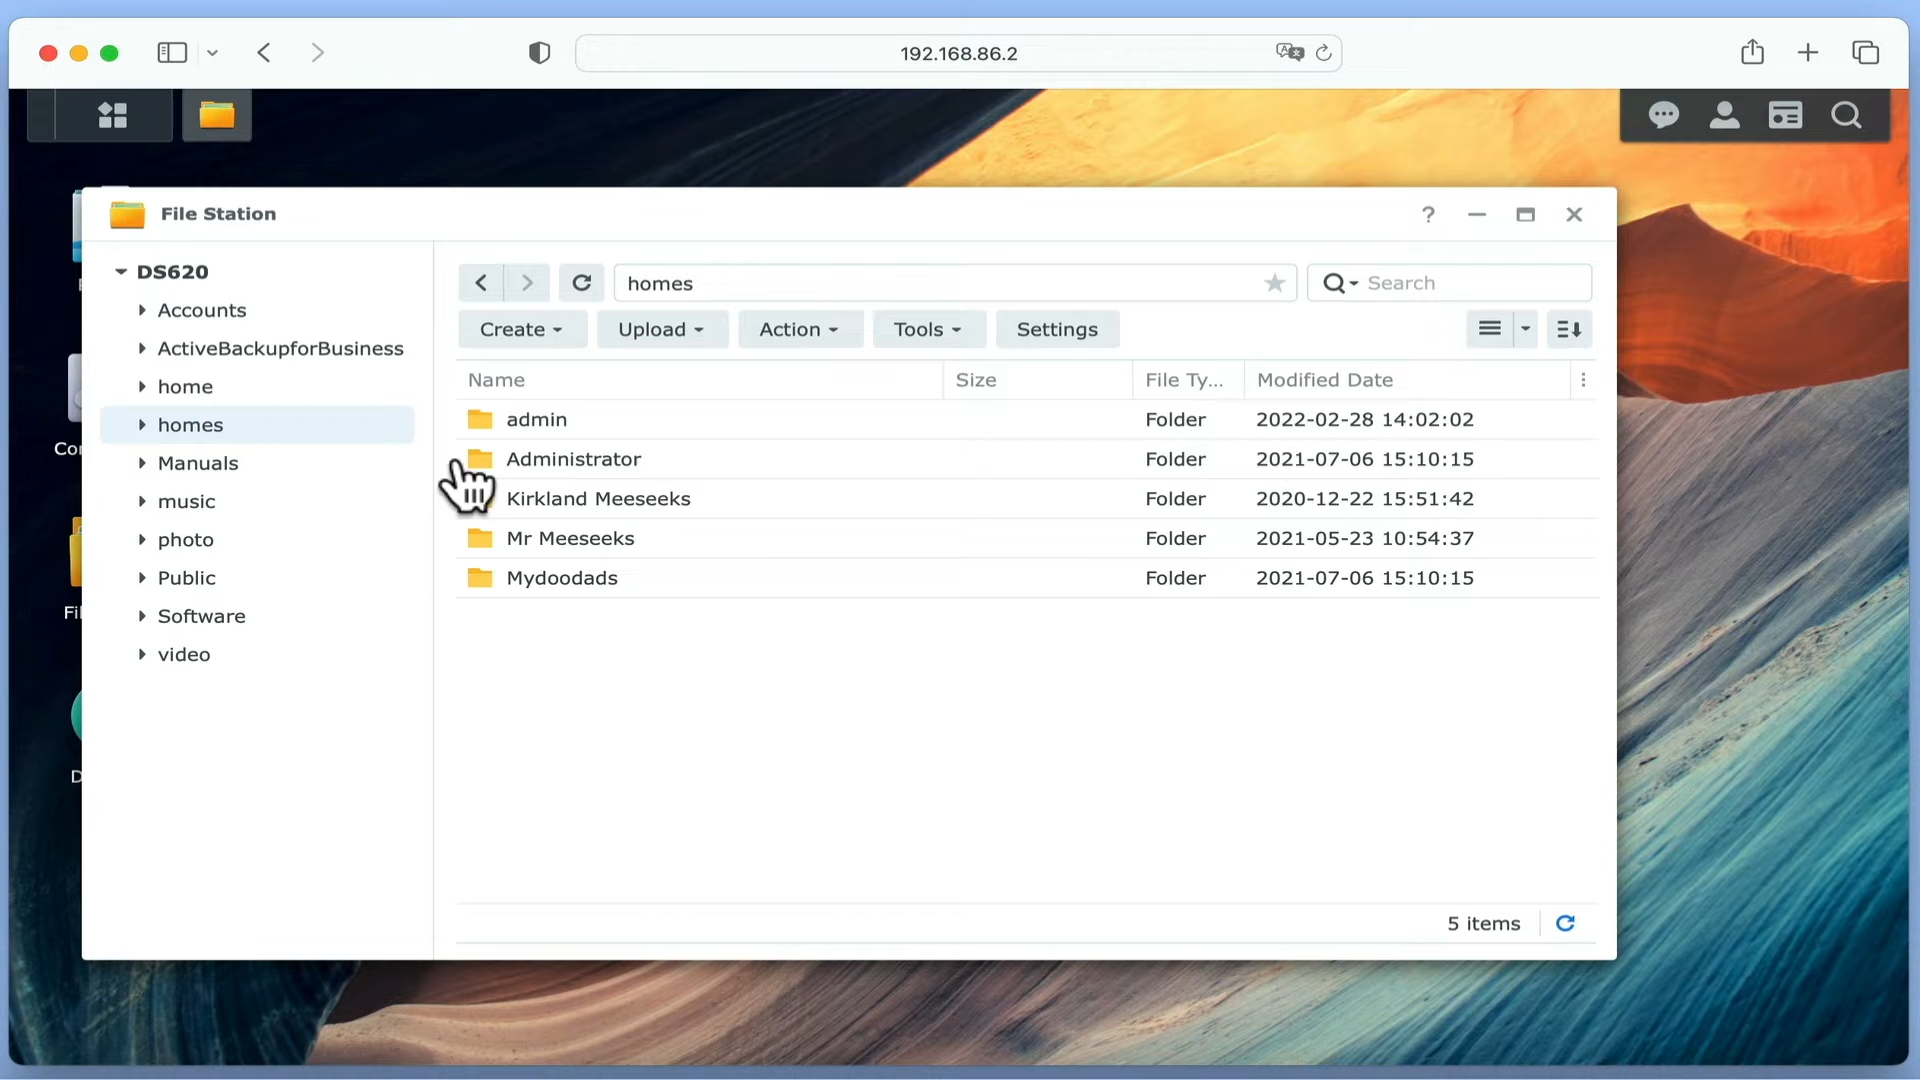 192.168.86.2
File Station
?
DS620
Accounts
ActiveBackupforBusiness
home
homes
Manuals
music
photo
Public
Software
video
homes
Search
Create
Upload
Action
Tools
Settings
Name Size File Ty... Modified Date
admin Folder 2022-02-28 14:02:02
Administrator Folder 2021-07-06 15:10:15
Kirkland Meeseeks Folder 2020-12-22 15:51:42
Mr Meeseeks Folder 2021-05-23 10:54:37
Mydoodads Folder 2021-07-06 15:10:15
5 items